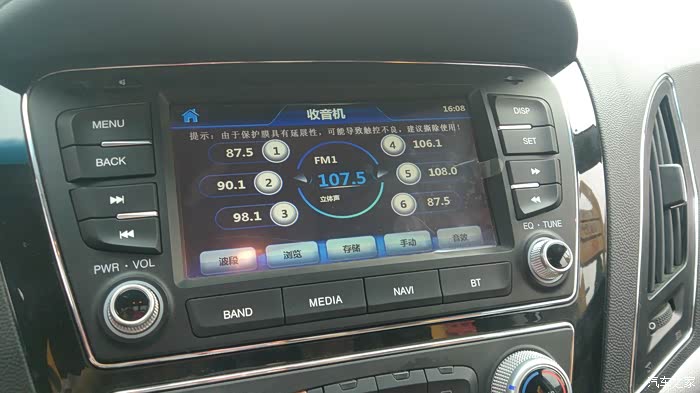 收音机
16:08
提示：由于保护膜具有延展性，可能导致触控不良，建议撕除使用！
87.5 1
90.1 2
98.1 3
FM1
107.5
立体声
4 106.1
5 108.0
6 87.5
波段 浏览 存储 手动 音效
MENU
BACK
DISP
SET
PWR·VOL
EQ·TUNE
BAND MEDIA NAVI BT
汽车之家